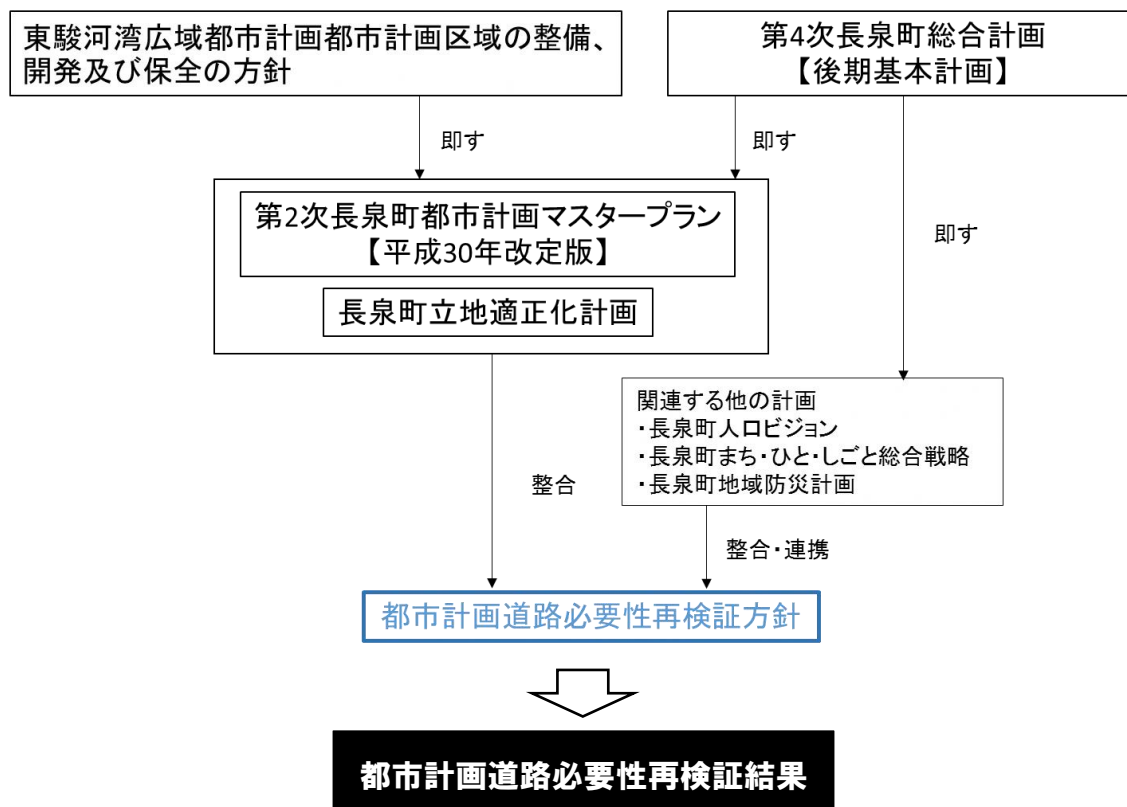 東駿河湾広域都市計画都市計画区域の整備、
開発及び保全の方針
第4次長泉町総合計画
【後期基本計画】
即す
即す
第2次長泉町都市計画マスタープラン
【平成30年改定版】
即す
長泉町立地適正化計画
関連する他の計画
・長泉町人口ビジョン
・長泉町まち・ひと・しごと総合戦略
・長泉町地域防災計画
整合
整合・連携
都市計画道路必要性再検証方針
都市計画道路必要性再検証結果